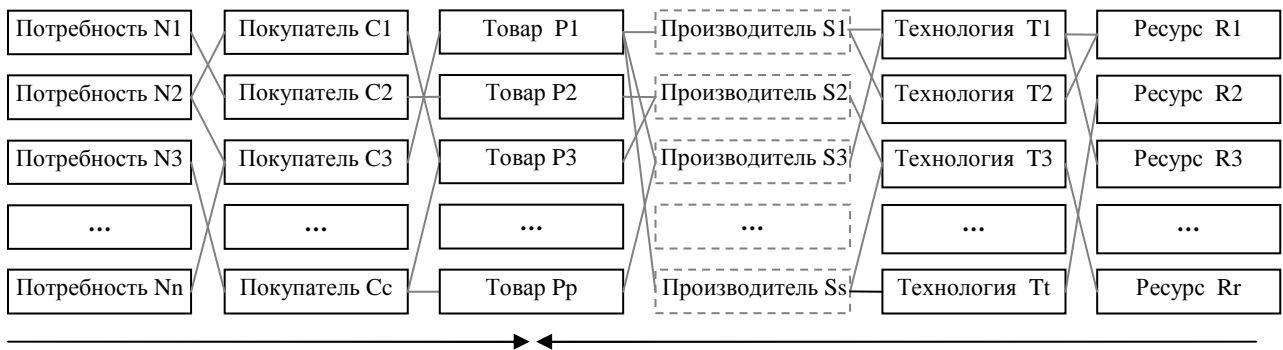 Потребность N1 Покупатель C1 Товар P1 Производитель S1 Технология T1 Ресурс R1
Потребность N2 Покупатель C2 Товар P2 Производитель S2 Технология T2 Ресурс R2
Потребность N3 Покупатель C3 Товар P3 Производитель S3 Технология T3 Ресурс R3
... ... ... ... ... ...
Потребность Nn Покупатель Cc Товар Pp Производитель Ss Технология Tt Ресурс Rr